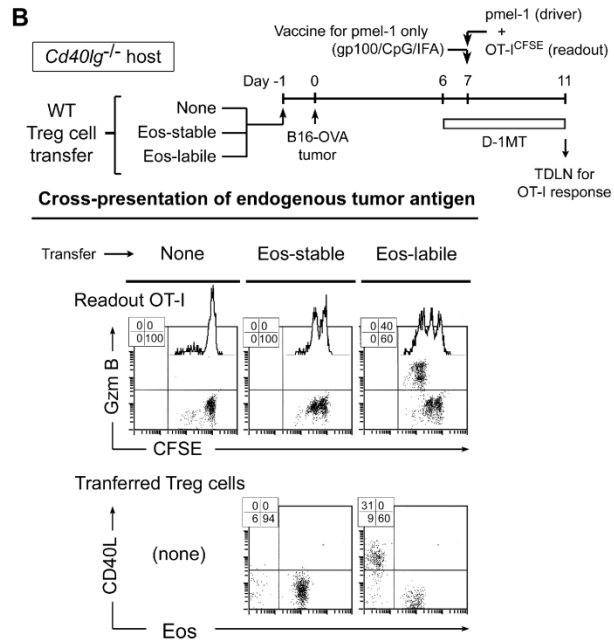 B
Cd40lg-/- host
Vaccine for pmel-1 only
(gp100/CpG/IFA)
pmel-1 (driver)
+
OT-I^CFSE (readout)
Day -1 0 6 7 11
WT
Treg cell
transfer
None
Eos-stable
Eos-labile
B16-OVA
tumor
D-1MT
TDLN for
OT-I response
Cross-presentation of endogenous tumor antigen
Transfer None Eos-stable Eos-labile
Readout OT-I
0 0
0 100
0 0
0 100
0 40
0 60
Gzm B
CFSE
Tranferred Treg cells
0 0
6 94
31 0
9 60
CD40L
(none)
Eos